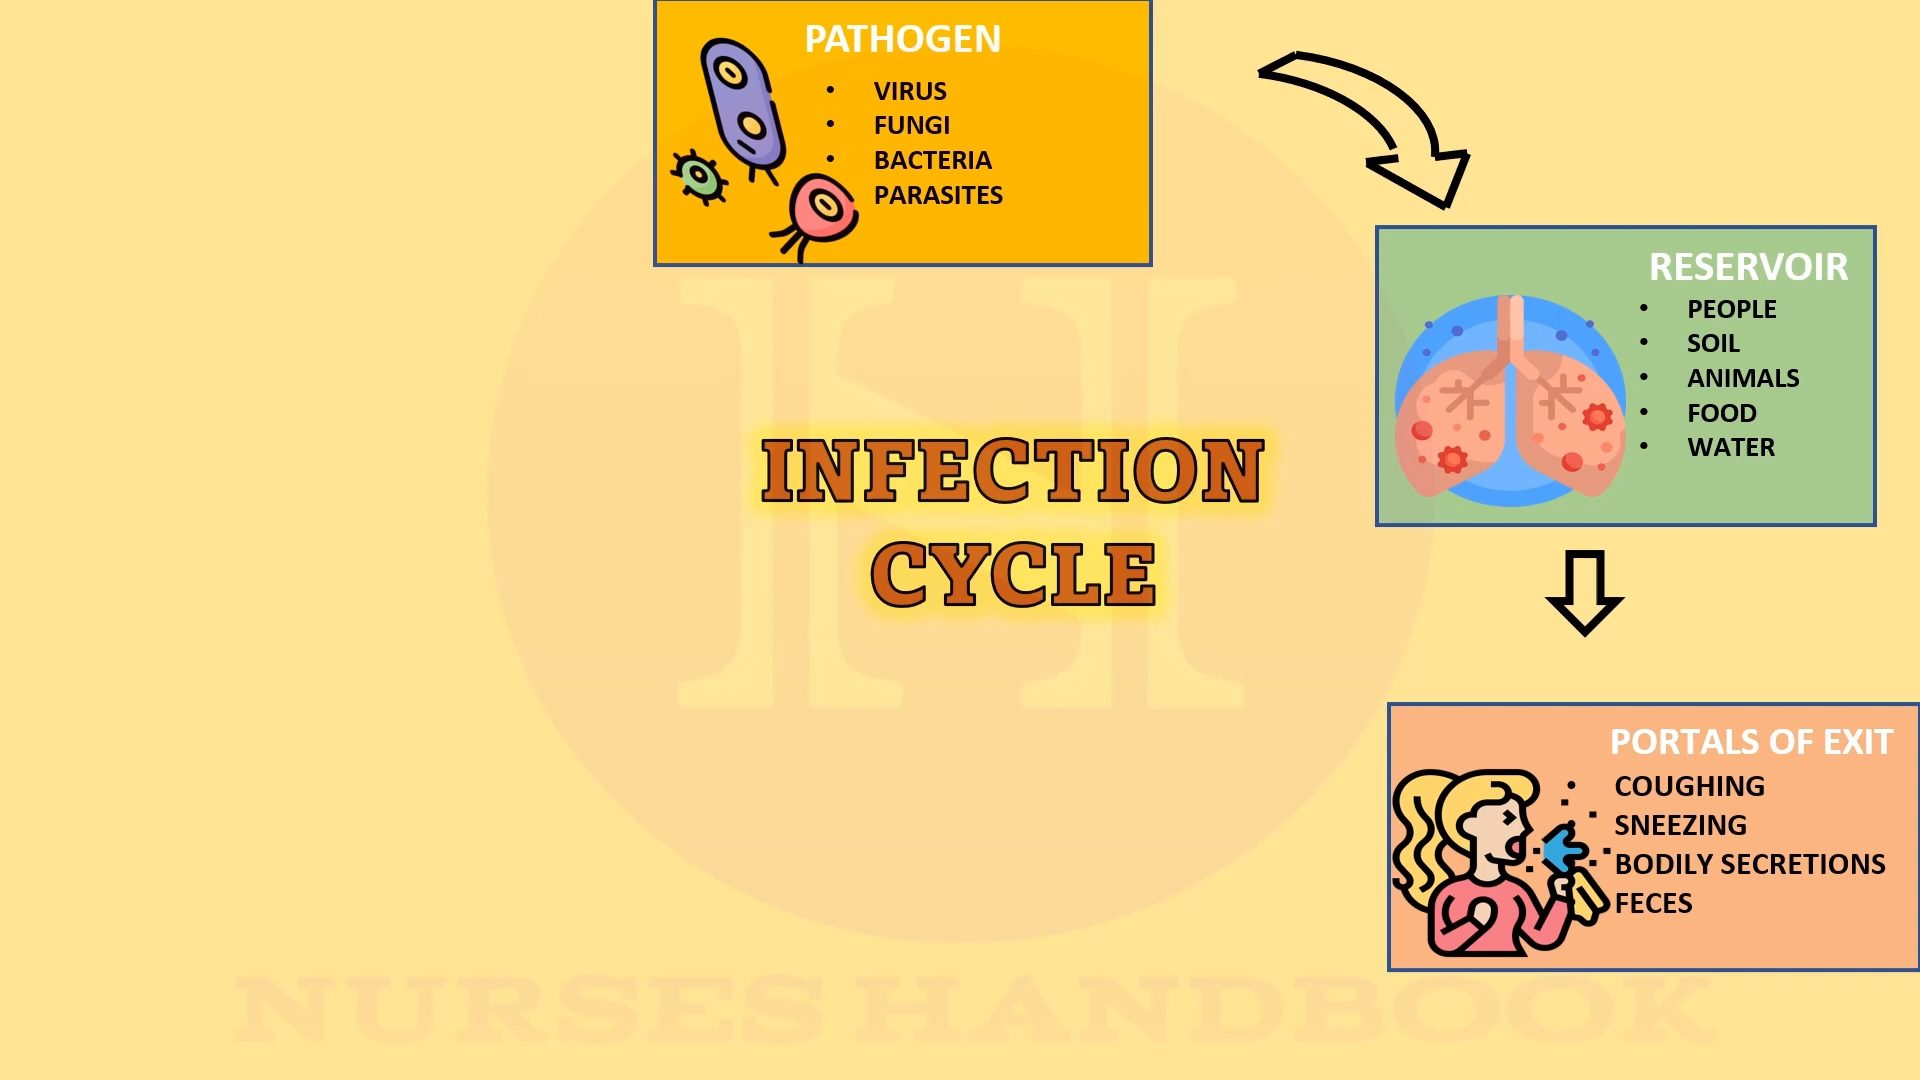 PATHOGEN
• VIRUS
• FUNGI
• BACTERIA
PARASITES
RESERVOIR
• PEOPLE
• SOIL
• ANIMALS
• FOOD
• WATER
INFECTION
CYCLE
PORTALS OF EXIT
• COUGHING
SNEEZING
BODILY SECRETIONS
FECES
H
NURSES HANDBOOK